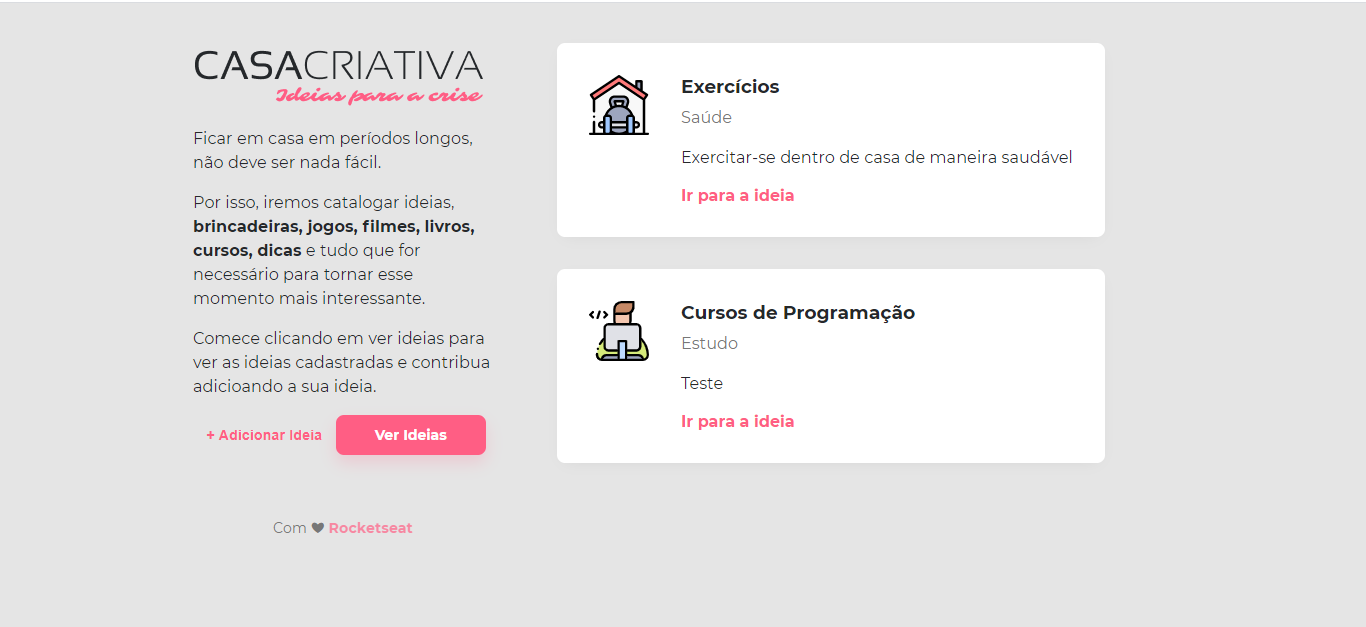 CASACRIATIVA
Ideias para a crise
Ficar em casa em períodos longos,
não deve ser nada fácil.
Por isso, iremos catalogar ideias,
brincadeiras, jogos, filmes, livros,
cursos, dicas e tudo que for
necessário para tornar esse
momento mais interessante.
Comece clicando em ver ideias para
ver as ideias cadastradas e contribua
adicioando a sua ideia.
+ Adicionar Ideia
Ver Ideias
Com ❤ Rocketseat
Exercícios
Saúde
Exercitar-se dentro de casa de maneira saudável
Ir para a ideia
</>
Cursos de Programação
Estudo
Teste
Ir para a ideia